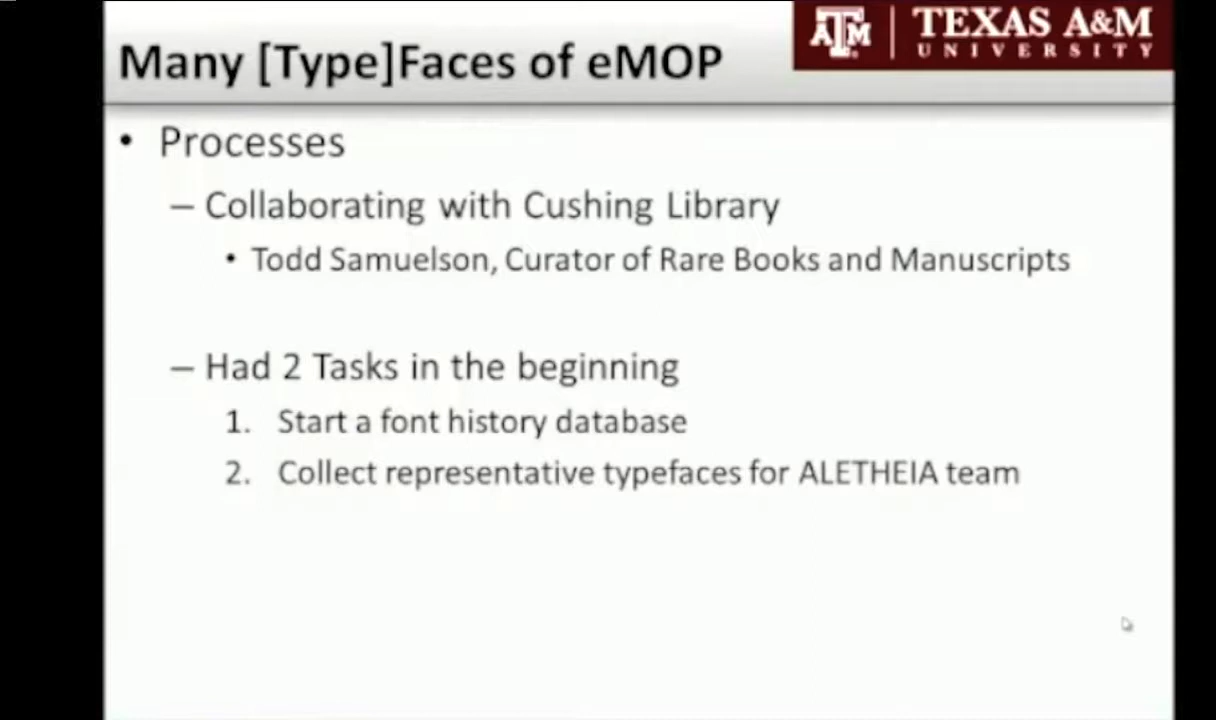 Many [Type]Faces of eMOP
ATM
TEXAS A&M
UNIVERSITY
• Processes
– Collaborating with Cushing Library
• Todd Samuelson, Curator of Rare Books and Manuscripts
– Had 2 Tasks in the beginning
1. Start a font history database
2. Collect representative typefaces for ALETHEIA team